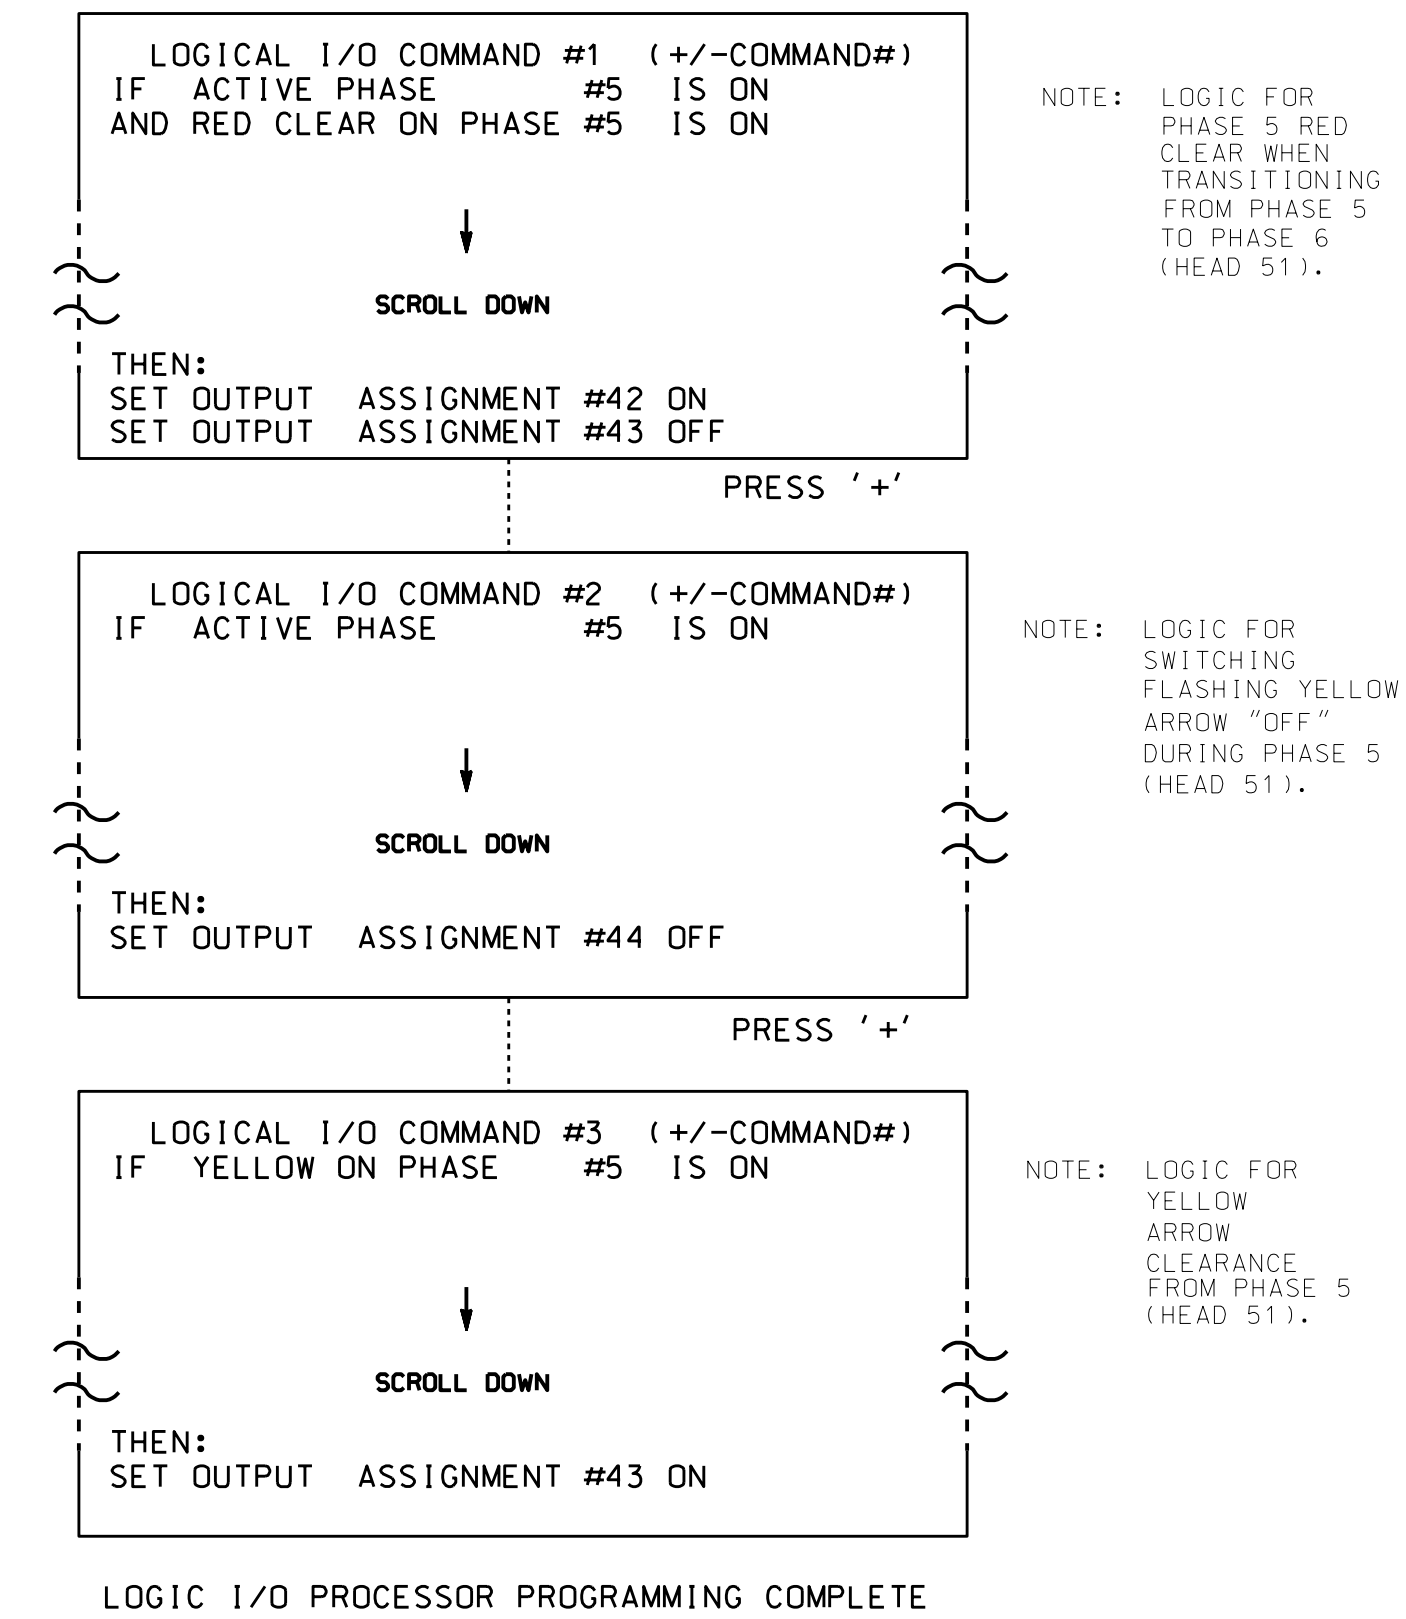 LOGICAL I/O COMMAND #1 (+/-COMMAND#)
IF ACTIVE PHASE #5 IS ON
AND RED CLEAR ON PHASE #5 IS ON
SCROLL DOWN
THEN:
SET OUTPUT ASSIGNMENT #42 ON
SET OUTPUT ASSIGNMENT #43 OFF
NOTE: LOGIC FOR
PHASE 5 RED
CLEAR WHEN
TRANSITIONING
FROM PHASE 5
TO PHASE 6
(HEAD 51).
PRESS '+'
LOGICAL I/O COMMAND #2 (+/-COMMAND#)
IF ACTIVE PHASE #5 IS ON
SCROLL DOWN
THEN:
SET OUTPUT ASSIGNMENT #44 OFF
NOTE: LOGIC FOR
SWITCHING
FLASHING YELLOW
ARROW "OFF"
DURING PHASE 5
(HEAD 51).
PRESS '+'
LOGICAL I/O COMMAND #3 (+/-COMMAND#)
IF YELLOW ON PHASE #5 IS ON
SCROLL DOWN
THEN:
SET OUTPUT ASSIGNMENT #43 ON
NOTE: LOGIC FOR
YELLOW
ARROW
CLEARANCE
FROM PHASE 5
(HEAD 51).
LOGIC I/O PROCESSOR PROGRAMMING COMPLETE